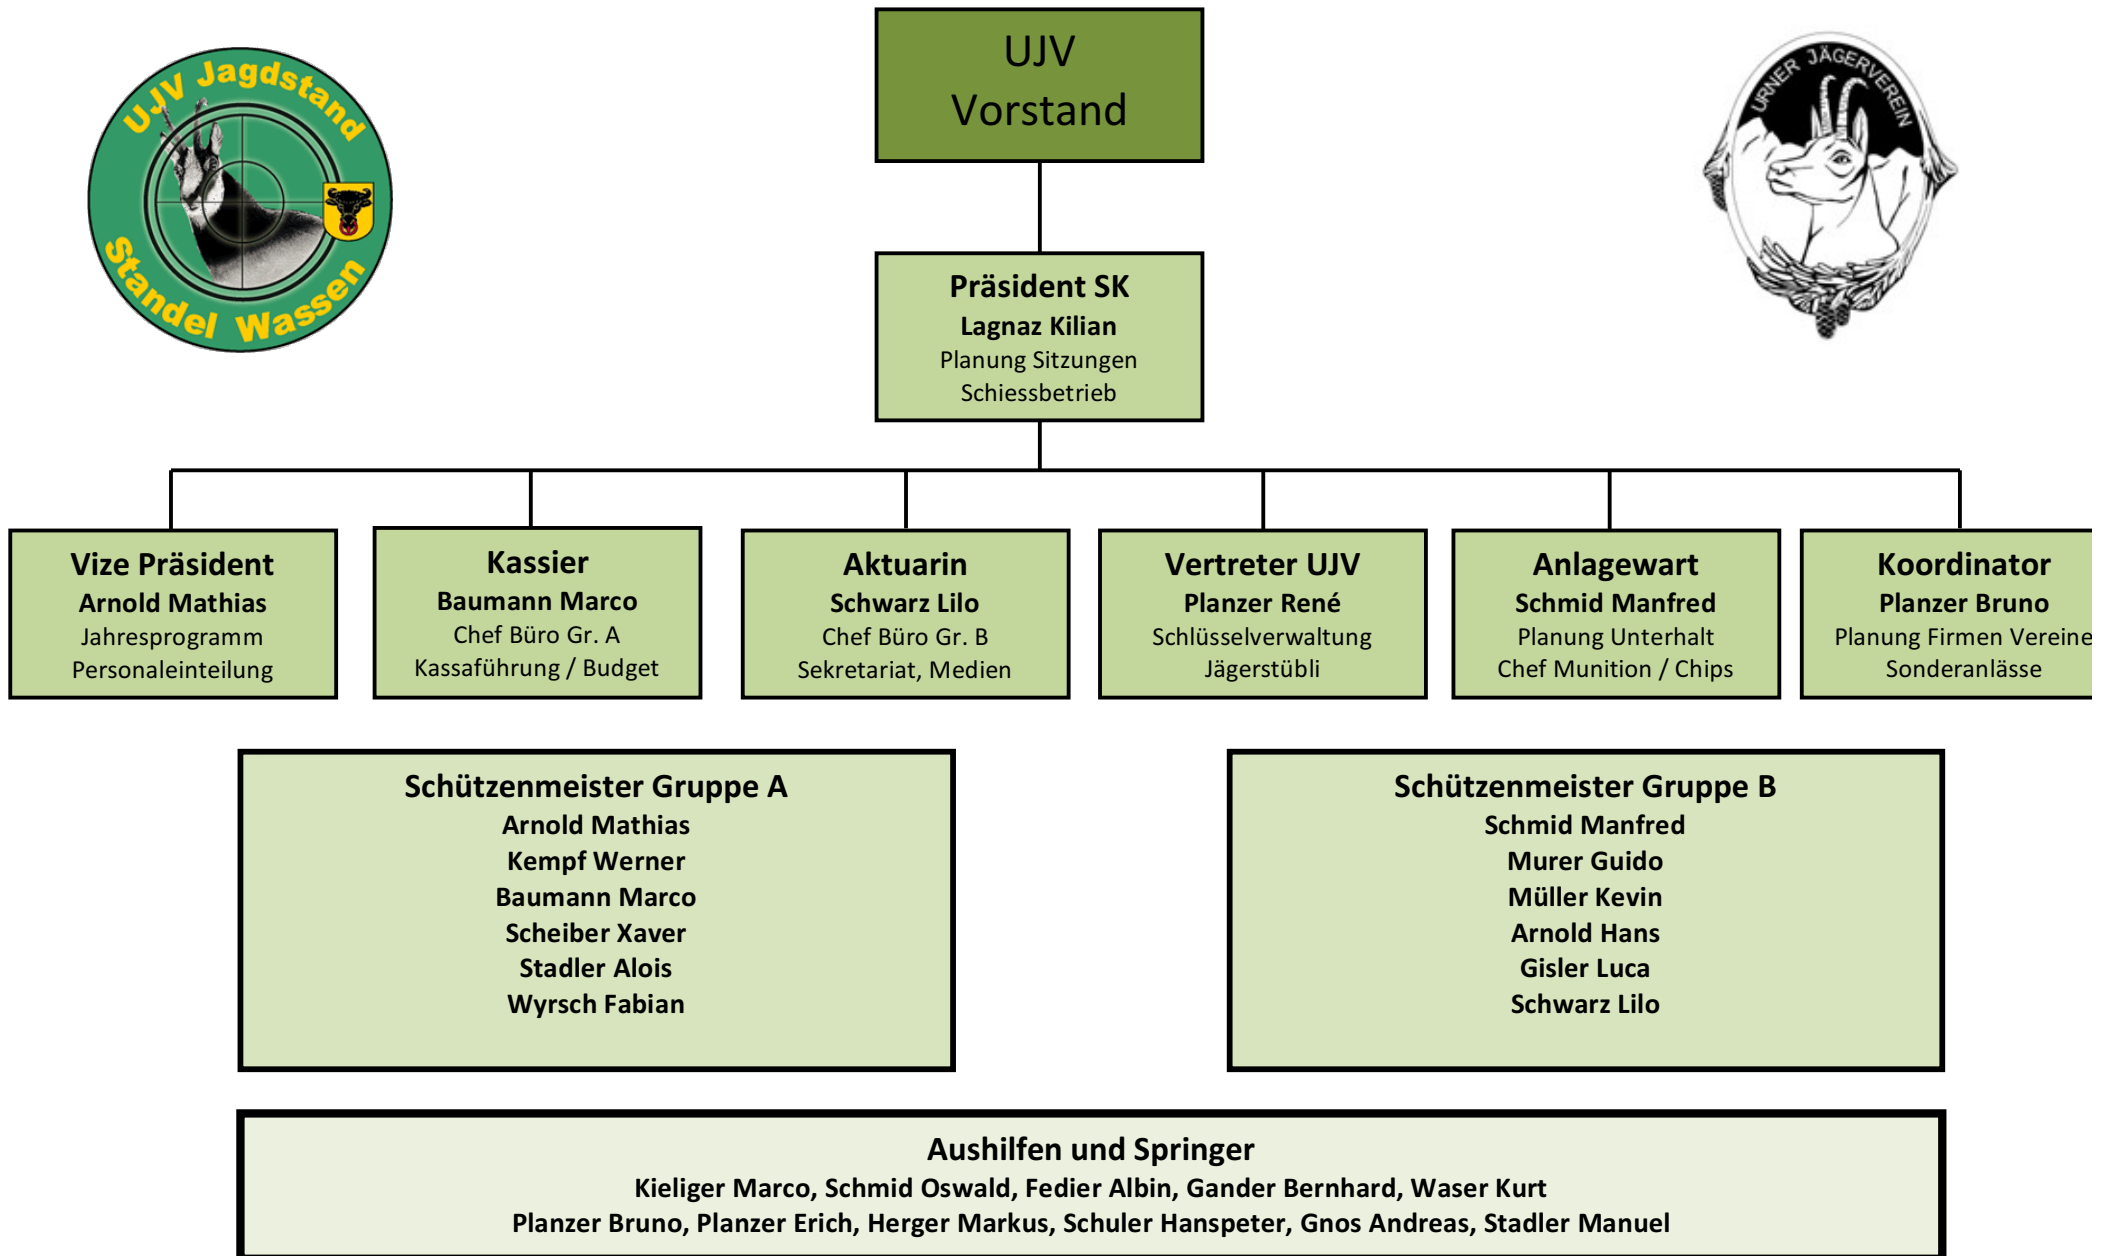 UJV Jagdstand
Standel Wassen
UJV
Vorstand
URNER JÄGERVEREIN
Präsident SK
Lagnaz Kilian
Planung Sitzungen
Schiessbetrieb
Vize Präsident
Arnold Mathias
Jahresprogramm
Personaleinteilung
Kassier
Baumann Marco
Chef Büro Gr. A
Kassaführung / Budget
Aktuarin
Schwarz Lilo
Chef Büro Gr. B
Sekretariat, Medien
Vertreter UJV
Planzer René
Schlüsselverwaltung
Jägerstübli
Anlagewart
Schmid Manfred
Planung Unterhalt
Chef Munition / Chips
Koordinator
Planzer Bruno
Planung Firmen Vereine
Sonderanlässe
Schützenmeister Gruppe A
Arnold Mathias
Kempf Werner
Baumann Marco
Scheiber Xaver
Stadler Alois
Wyrsch Fabian
Schützenmeister Gruppe B
Schmid Manfred
Murer Guido
Müller Kevin
Arnold Hans
Gisler Luca
Schwarz Lilo
Aushilfen und Springer
Kieliger Marco, Schmid Oswald, Fedier Albin, Gander Bernhard, Waser Kurt
Planzer Bruno, Planzer Erich, Herger Markus, Schuler Hanspeter, Gnos Andreas, Stadler Manuel